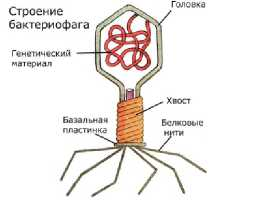 Строение
бактериофага
Головка
Генетический
материал
Хвост
Базальная
пластинка
Белковые
нити